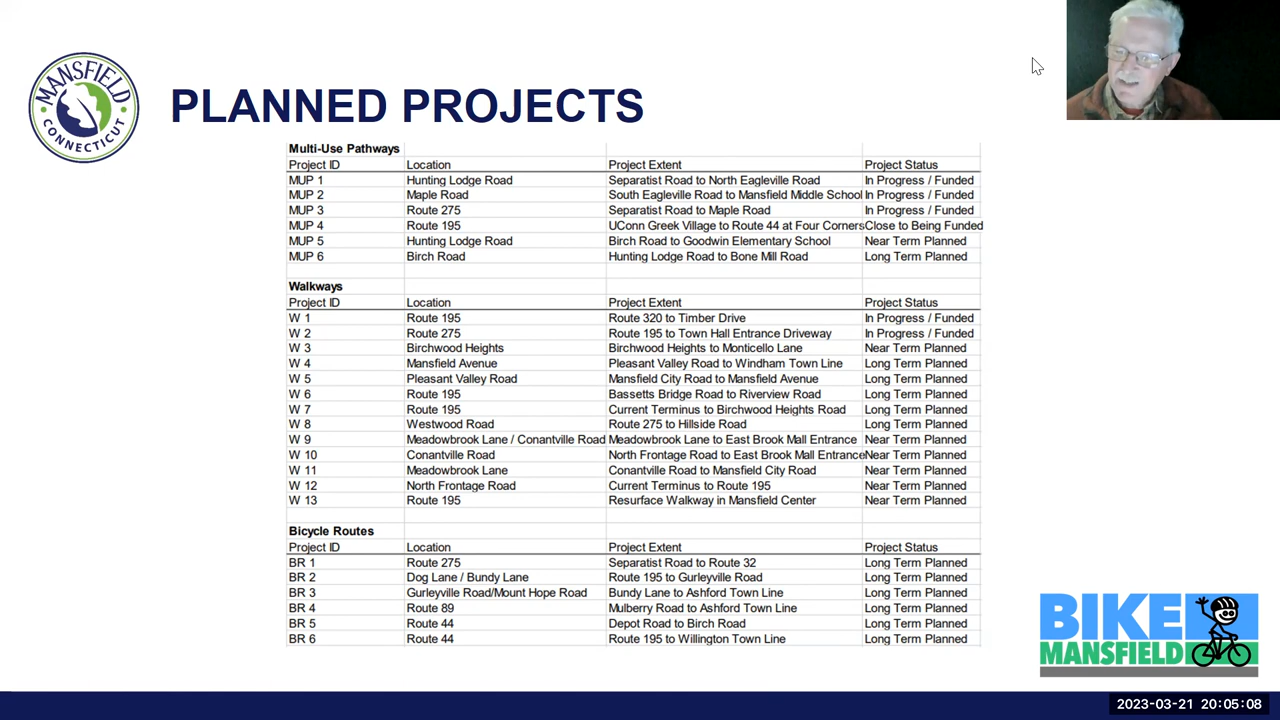 MANSFIELD
CONNECTICUT
PLANNED PROJECTS
Multi-Use Pathways
Project ID Location Project Extent Project Status
MUP 1 Hunting Lodge Road Separatist Road to North Eagleville Road In Progress / Funded
MUP 2 Maple Road South Eagleville Road to Mansfield Middle School In Progress / Funded
MUP 3 Route 275 Separatist Road to Maple Road In Progress / Funded
MUP 4 Route 195 UConn Greek Village to Route 44 at Four Corners Close to Being Funded
MUP 5 Hunting Lodge Road Birch Road to Goodwin Elementary School Near Term Planned
MUP 6 Birch Road Hunting Lodge Road to Bone Mill Road Long Term Planned
Walkways
Project ID Location Project Extent Project Status
W 1 Route 195 Route 320 to Timber Drive In Progress / Funded
W 2 Route 275 Route 195 to Town Hall Entrance Driveway In Progress / Funded
W 3 Birchwood Heights Birchwood Heights to Monticello Lane Near Term Planned
W 4 Mansfield Avenue Pleasant Valley Road to Windham Town Line Long Term Planned
W 5 Pleasant Valley Road Mansfield City Road to Mansfield Avenue Long Term Planned
W 6 Route 195 Bassetts Bridge Road to Riverview Road Long Term Planned
W 7 Route 195 Current Terminus to Birchwood Heights Road Long Term Planned
W 8 Westwood Road Route 275 to Hillside Road Long Term Planned
W 9 Meadowbrook Lane / Conantville Road Meadowbrook Lane to East Brook Mall Entrance Near Term Planned
W 10 Conantville Road North Frontage Road to East Brook Mall Entrance Near Term Planned
W 11 Meadowbrook Lane Conantville Road to Mansfield City Road Near Term Planned
W 12 North Frontage Road Current Terminus to Route 195 Near Term Planned
W 13 Route 195 Resurface Walkway in Mansfield Center Near Term Planned
Bicycle Routes
Project ID Location Project Extent Project Status
BR 1 Route 275 Separatist Road to Route 32 Long Term Planned
BR 2 Dog Lane / Bundy Lane Route 195 to Gurleyville Road Long Term Planned
BR 3 Gurleyville Road/Mount Hope Road Bundy Lane to Ashford Town Line Long Term Planned
BR 4 Route 89 Mulberry Road to Ashford Town Line Long Term Planned
BR 5 Route 44 Depot Road to Birch Road Long Term Planned
BR 6 Route 44 Route 195 to Willington Town Line Long Term Planned
BIKE
MANSFIELD
2023-03-21 20:05:08